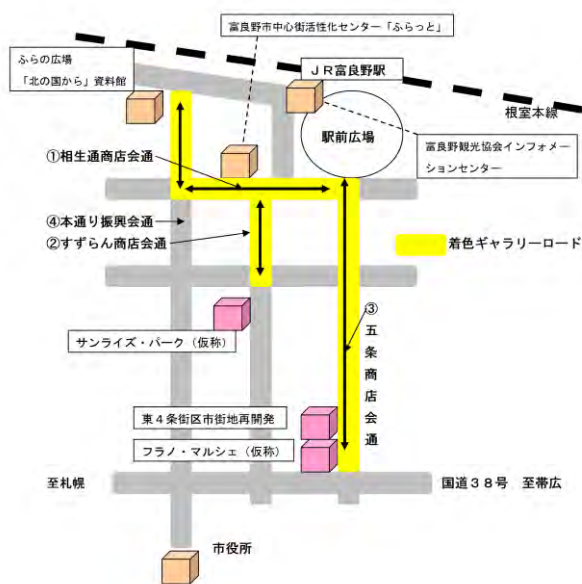 富良野市中心街活性化センター「ふらっと」
ふらの広場
「北の国から」資料館
ＪＲ富良野駅
根室本線
駅前広場
富良野観光協会インフォメ
ーションセンター
①相生通商店会通
④本通り振興会通
②すずらん商店会通
着色ギャラリーロード
サンライズ・パーク（仮称）
③
五条商店会通
東４条街区市街地再開発
フラノ・マルシェ（仮称）
至札幌
国道３８号　至帯広
市役所